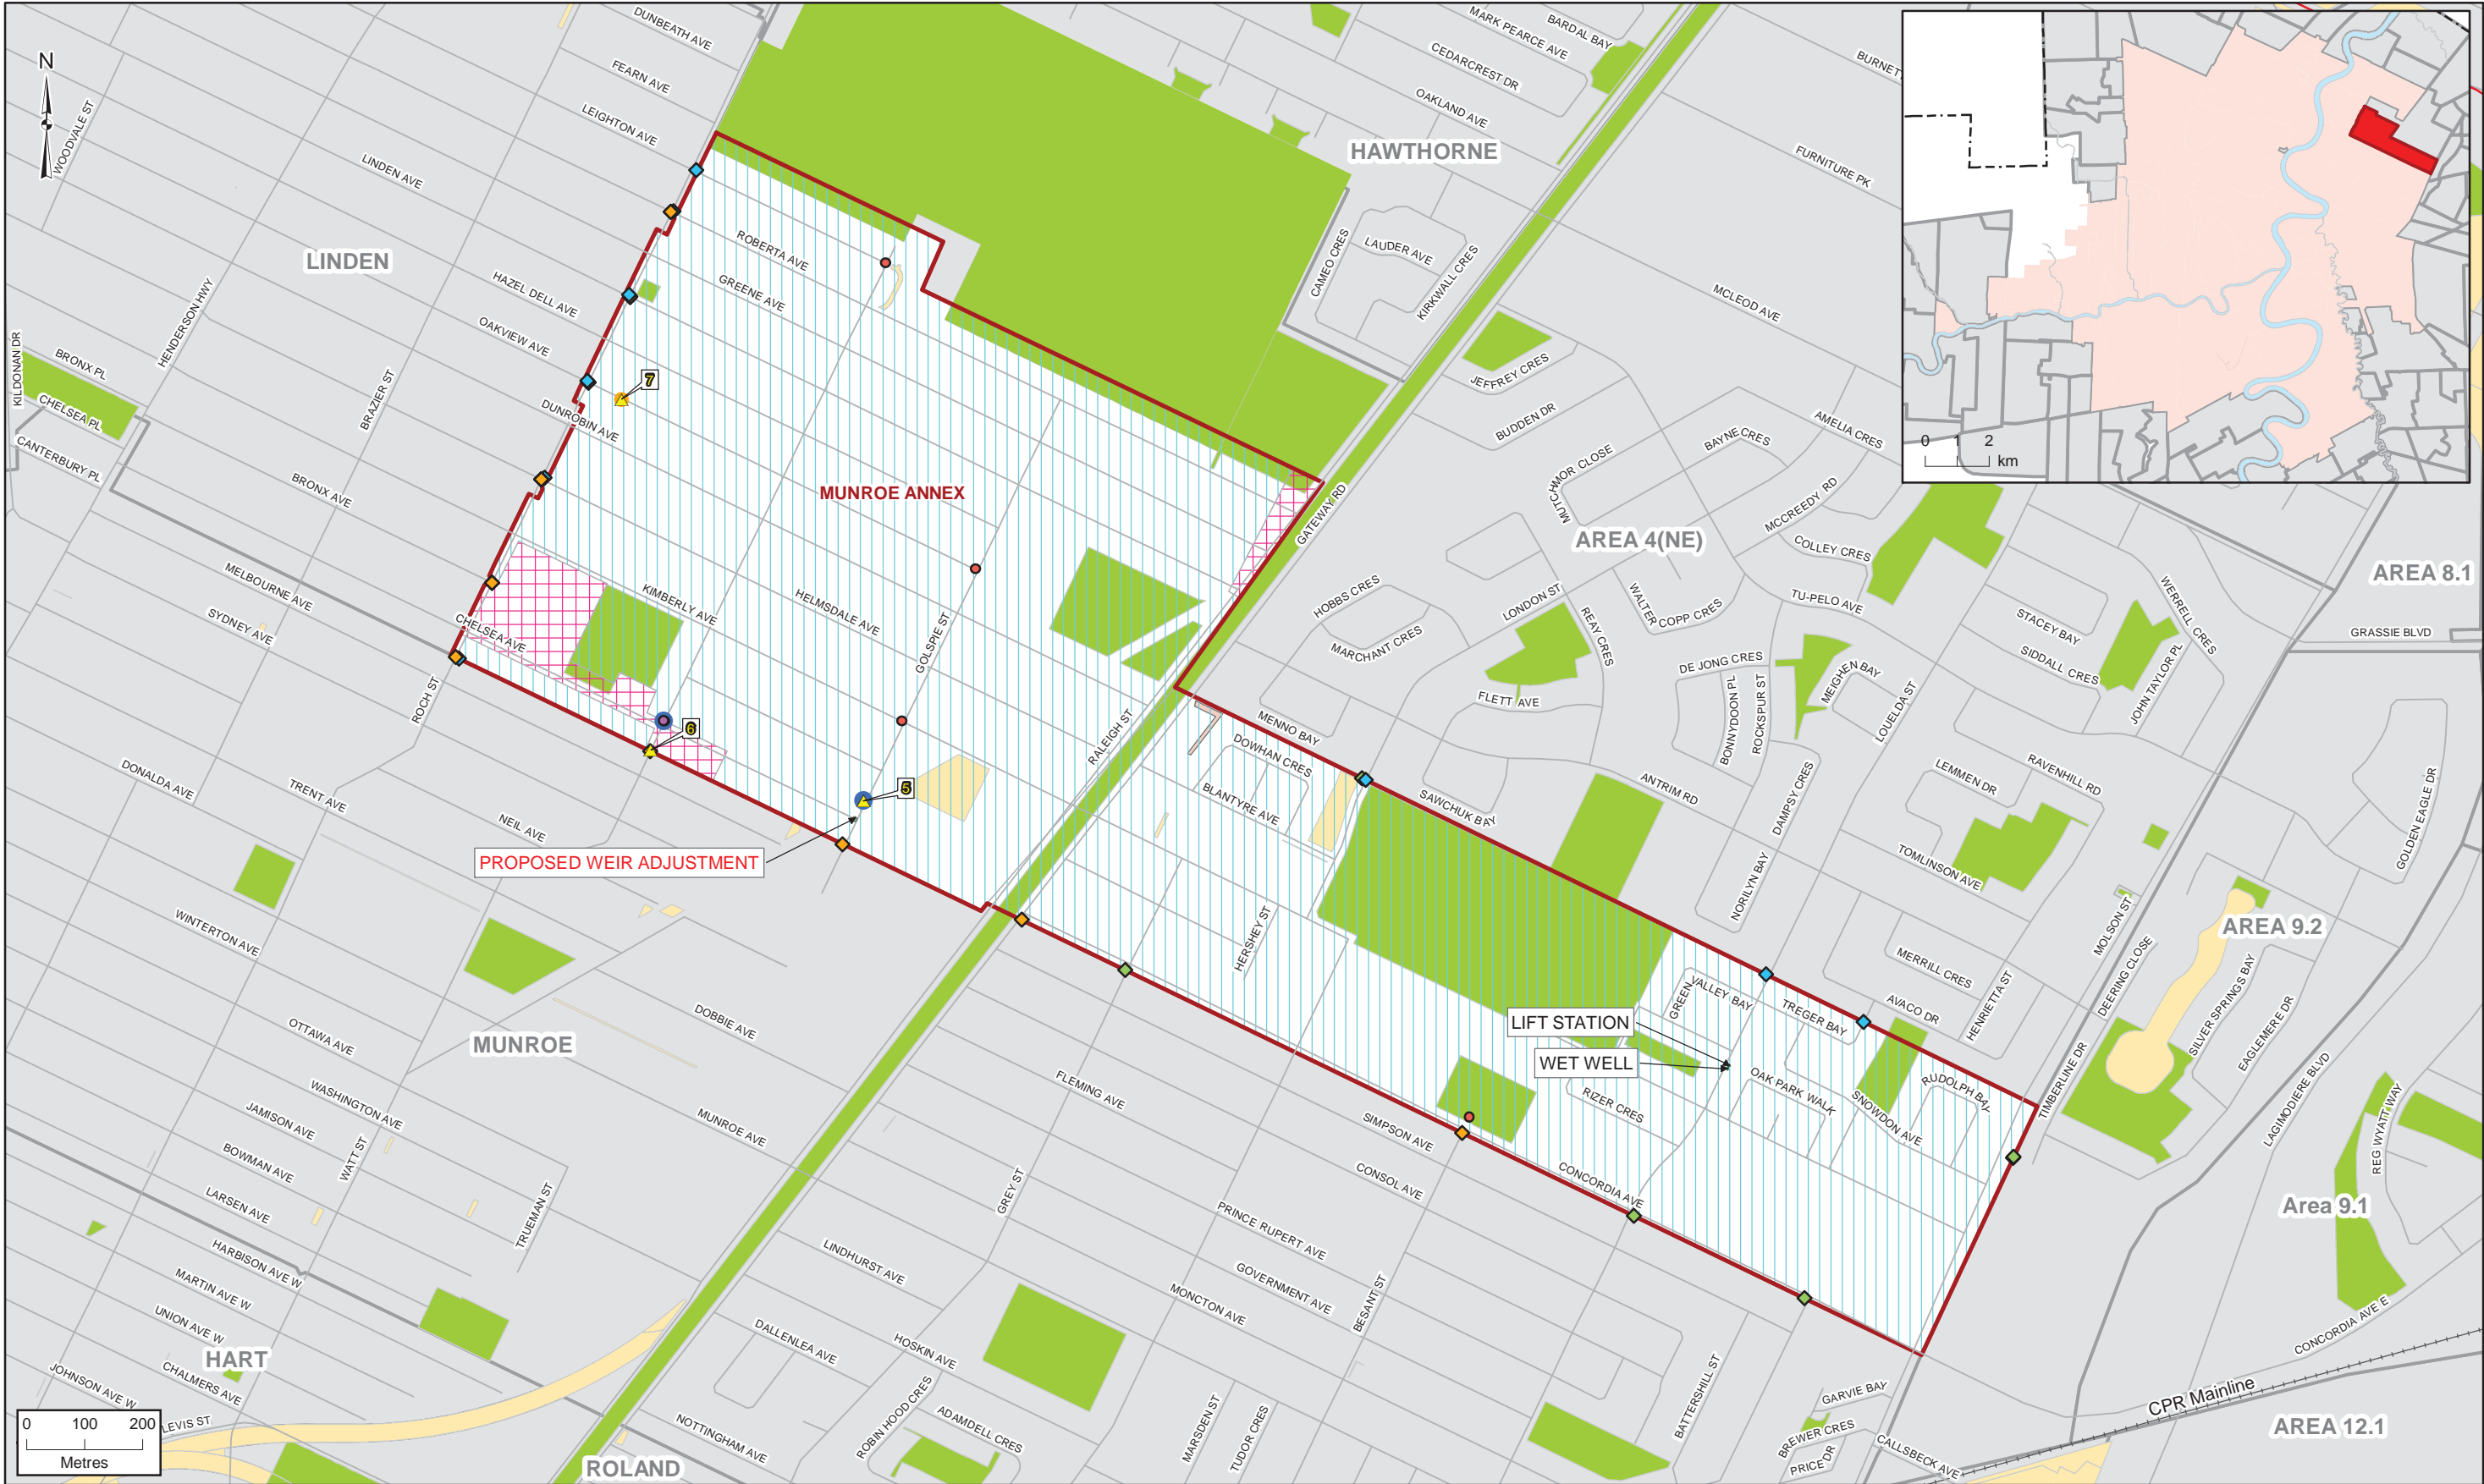 DUNBEATH AVE
MARK PEARCE AVE
BARDAL BAY
N
FEARN AVE
CEDARCREST DR
BURNET
WOODVALE ST
LEIGHTON AVE
OAKLAND AVE
HAWTHORNE
LINDEN AVE
FURNITURE PK
LINDEN
ROBERTA AVE
CAMEO CRES
LAUDER AVE
KIRKWALL CRES
HENDERSON HWY
HAZEL DELL AVE
GREENE AVE
MCLEOD AVE
OAKVIEW AVE
KILDONAN DR
BRONX PL
CHELSEA PL
CANTERBURY PL
BRAZIER ST
7
DUNROBIN AVE
JEFFREY CRES
BUDDEN DR
AMELIA CRES
BAYNE CRES
0 1 2
km
BRONX AVE
MUNROE ANNEX
MUTCHMOR CLOSE
MCCREEDY RD
GATEWAY RD
AREA 4(NE)
COLLEY CRES
AREA 8.1
MELBOURNE AVE
KIMBERLY AVE
HELMSDALE AVE
HOBBS CRES
LONDON ST
WALTER COPP CRES
TU-PELO AVE
WERRELL CRES
SYDNEY AVE
CHELSEA AVE
GOLSPIE ST
MARCHANT CRES
REAY CRES
STACEY BAY
GRASSIE BLVD
SIDDALL CRES
JOHN TAYLOR PL
DE JONG CRES
MEIGHEN BAY
ROCH ST
FLETT AVE
BONNYDOON PL
ROCKSPUR ST
LOUELDA ST
6
RALEIGH ST
MENNO BAY
DOWHAN CRES
DONALDA AVE
TRENT AVE
5
BLANTYRE AVE
SAWCHUK BAY
ANTRIM RD
DAMPSY CRES
LEMMEN DR
RAVENHILL RD
GOLDEN EAGLE DR
NEIL AVE
PROPOSED WEIR ADJUSTMENT
TOMLINSON AVE
NORILYN BAY
WINTERTON AVE
HERSHEY ST
MOLSON ST
AREA 9.2
MERRILL CRES
DEERING CLOSE
SILVER SPRINGS BAY
EAGLEMERE DR
GREEN VALLEY BAY
TREGER BAY
AVACO DR
HENRIETTA ST
DOBBIE AVE
LIFT STATION
OTTAWA AVE
MUNROE
WET WELL
TIMBERLINE DR
LAGIMODIERE BLVD
OAK PARK WALK
RUDOLPH BAY
FLEMING AVE
RIZER CRES
SNOWDON AVE
REG WYATT WAY
WASHINGTON AVE
JAMISON AVE
MUNROE AVE
SIMPSON AVE
BOWMAN AVE
WATT ST
CONSOL AVE
CONCORDIA AVE
LARSEN AVE
TRUEMAN ST
GREY ST
PRINCE RUPERT AVE
Area 9.1
HARBISON AVE W
LINDHURST AVE
GOVERNMENT AVE
MARTIN AVE W
MONCTON AVE
BESANT ST
UNION AVE W
CONCORDIA AVE E
HART
DALLENLEA AVE
HOSKIN AVE
CHALMERS AVE
JOHNSON AVE W
BATTERSHILL ST
GARVIE BAY
CPR Mainline
ROBIN HOOD CRES
ADAMDELL CRES
MARSDEN ST
TUDOR CRES
BREWER CRES
PRICE DR
CALLSBECK AVE
AREA 12.1
0 100 200
Metres
LEVIS ST
NOTTINGHAM AVE
ROLAND